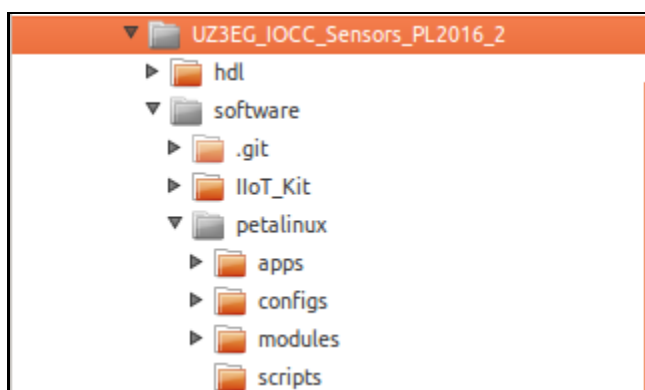 UZ3EG_IOCC_Sensors_PL2016_2
hdl
software
.git
IIoT_Kit
petalinux
apps
configs
modules
scripts